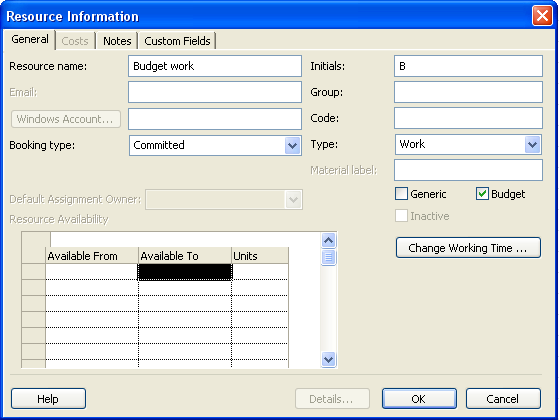 Resource Information
General Costs Notes Custom Fields
Resource name: Budget work Initials: B
Email: Group:
Windows Account... Code:
Booking type: Committed Type: Work
Material label:
Default Assignment Owner: Generic Budget
Resource Availability Inactive
Change Working Time ...
Available From Available To Units
Help Details... OK Cancel